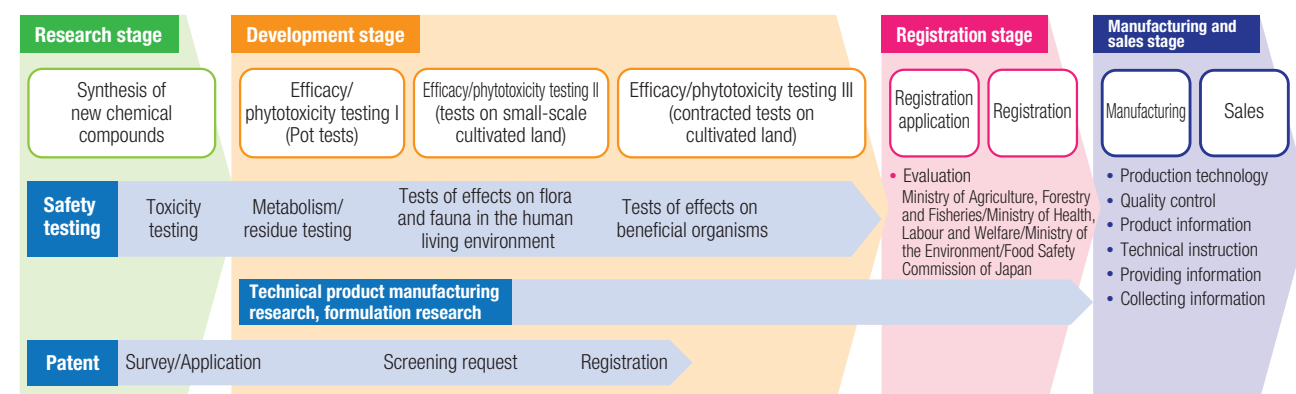 Research stage
Development stage
Registration stage
Manufacturing and
sales stage
Synthesis of
new chemical
compounds
Efficacy/
phytotoxicity testing I
(Pot tests)
Efficacy/phytotoxicity testing II
(tests on small-scale
cultivated land)
Efficacy/phytotoxicity testing III
(contracted tests on
cultivated land)
Registration
application
Registration
Manufacturing
Sales
Safety
testing
Toxicity
testing
Metabolism/
residue testing
Tests of effects on flora
and fauna in the human
living environment
Tests of effects on
beneficial organisms
• Evaluation
Ministry of Agriculture, Forestry
and Fisheries/Ministry of Health,
Labour and Welfare/Ministry of
the Environment/Food Safety
Commission of Japan
• Production technology
• Quality control
• Product information
• Technical instruction
• Providing information
• Collecting information
Technical product manufacturing
research, formulation research
Patent
Survey/Application
Screening request
Registration